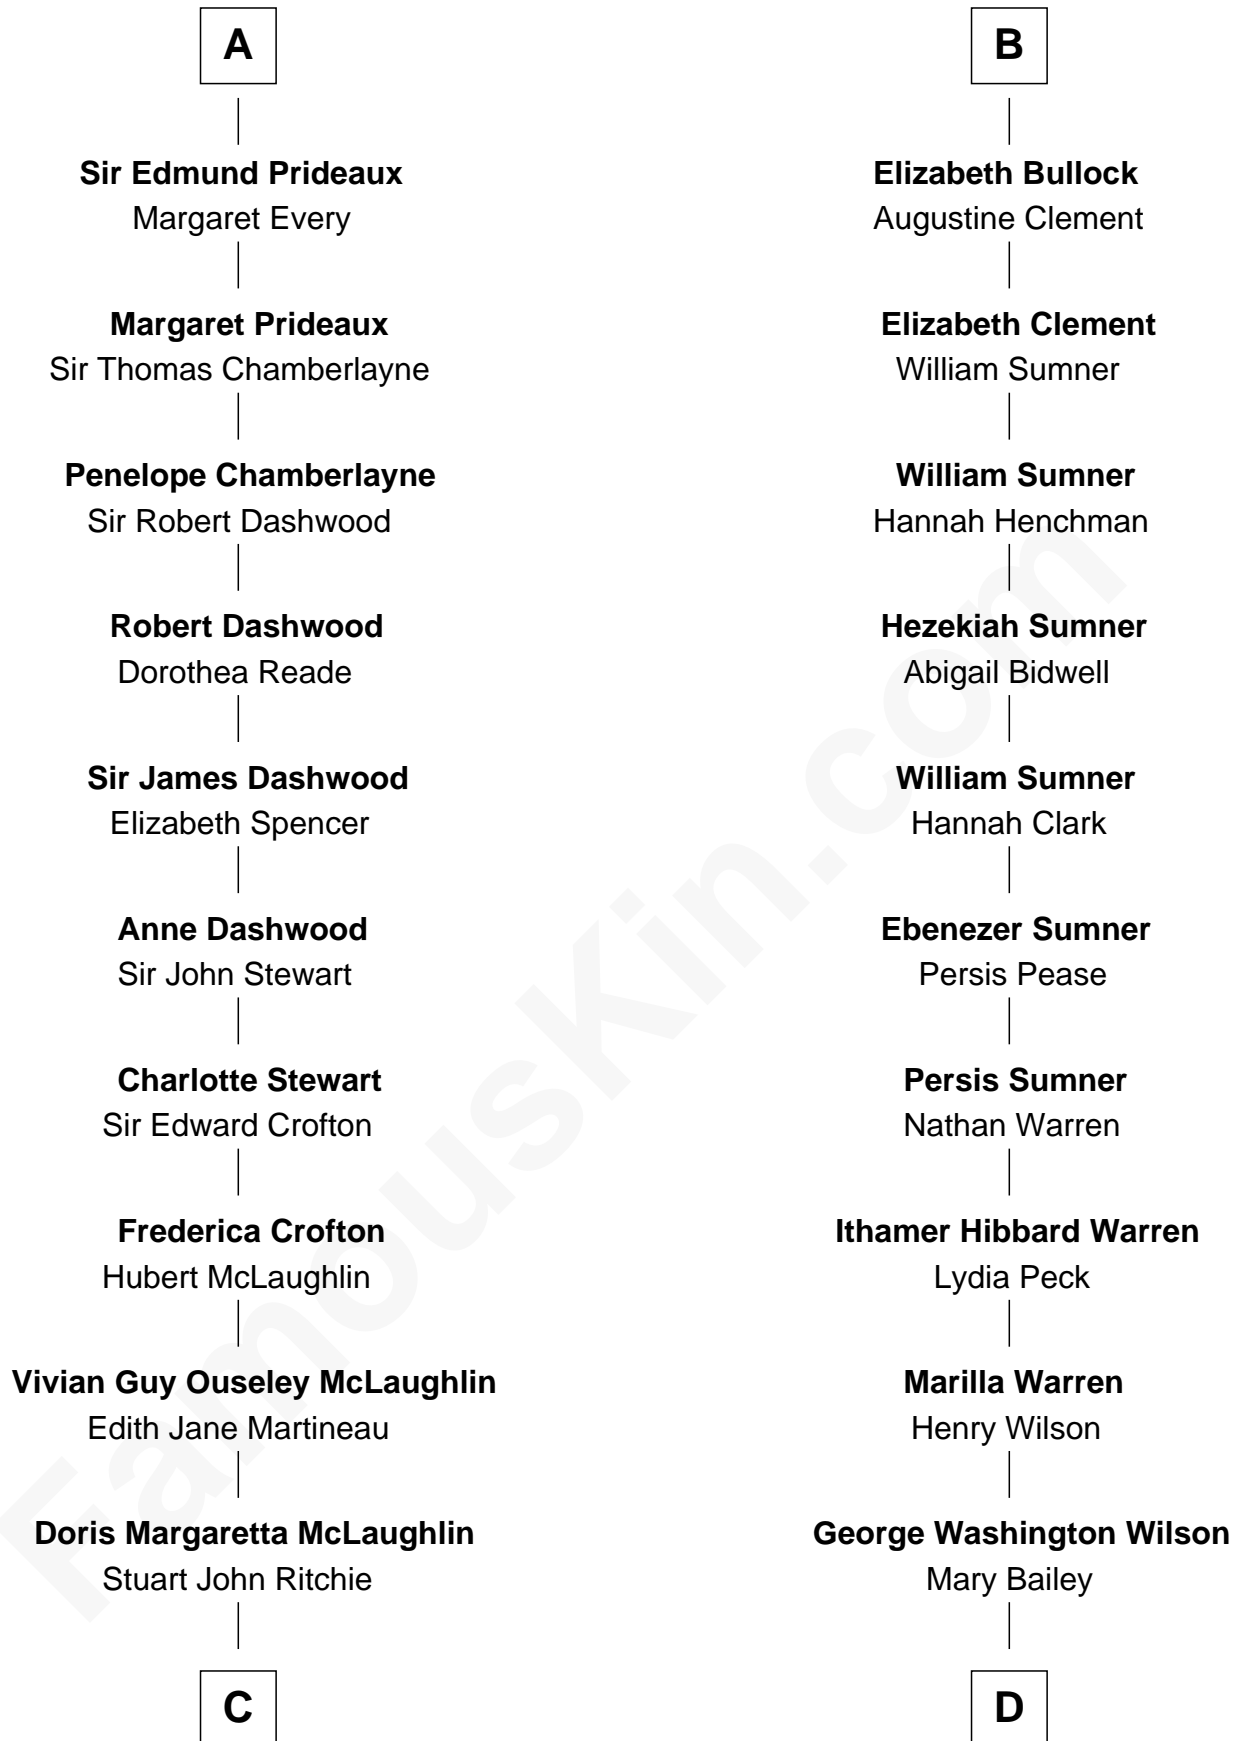 A
Sir Edmund Prideaux
Margaret Every
Margaret Prideaux
Sir Thomas Chamberlayne
Penelope Chamberlayne
Sir Robert Dashwood
Robert Dashwood
Dorothea Reade
Sir James Dashwood
Elizabeth Spencer
Anne Dashwood
Sir John Stewart
Charlotte Stewart
Sir Edward Crofton
Frederica Crofton
Hubert McLaughlin
Vivian Guy Ouseley McLaughlin
Edith Jane Martineau
Doris Margaretta McLaughlin
Stuart John Ritchie
C
B
Elizabeth Bullock
Augustine Clement
Elizabeth Clement
William Sumner
William Sumner
Hannah Henchman
Hezekiah Sumner
Abigail Bidwell
William Sumner
Hannah Clark
Ebenezer Sumner
Persis Pease
Persis Sumner
Nathan Warren
Ithamer Hibbard Warren
Lydia Peck
Marilla Warren
Henry Wilson
George Washington Wilson
Mary Bailey
D
FamousKin.com